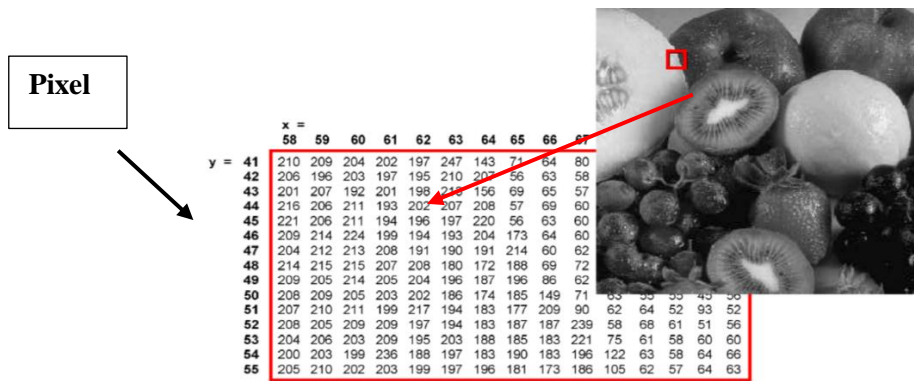 Pixel
x =
58 59 60 61 62 63 64 65 66 67
y = 41 210 209 204 202 197 247 143 71 64 80
42 206 196 203 197 195 210 207 56 63 58
43 201 207 192 201 198 213 156 69 65 57
44 216 206 211 193 202 207 208 57 69 60
45 221 206 211 194 196 197 220 56 63 60
46 209 214 224 199 194 193 204 173 64 60
47 204 212 213 208 191 190 191 214 60 62
48 214 215 215 207 208 180 172 188 69 72
49 209 205 214 205 204 196 187 196 86 62
50 208 209 205 203 202 186 174 185 149 71 63 55 55 45 56
51 207 210 211 199 217 194 183 177 209 90 62 64 52 93 52
52 208 205 209 209 197 194 183 187 187 239 58 68 61 51 56
53 204 206 203 209 195 203 188 185 183 221 75 61 58 60 60
54 200 203 199 236 188 197 183 190 183 196 122 63 58 64 66
55 205 210 202 203 199 197 196 181 173 186 105 62 57 64 63